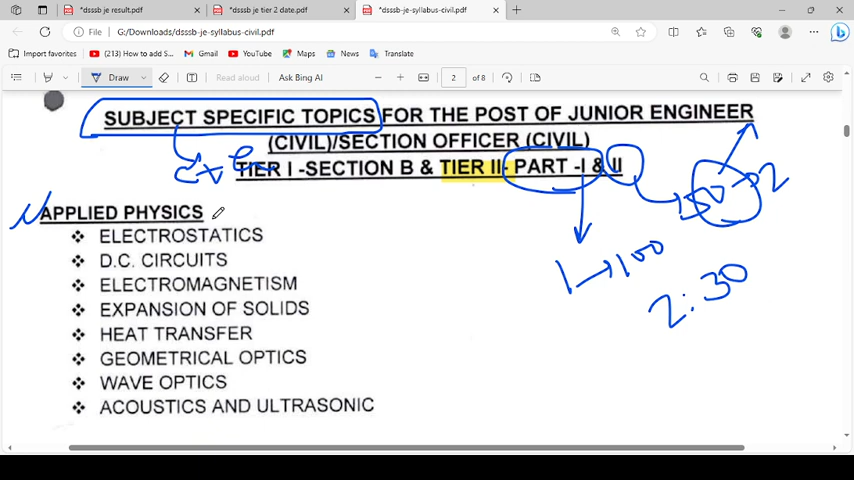 *dsssb je result.pdf
*dsssb je tier 2 date.pdf
*dsssb-je-syllabus-civil.pdf
File G:/Downloads/dsssb-je-syllabus-civil.pdf
Import favorites
(213) How to add S...
Gmail
YouTube
Maps
News
Translate
Draw
Read aloud
Ask Bing AI
2 of 8
SUBJECT SPECIFIC TOPICS FOR THE POST OF JUNIOR ENGINEER
(CIVIL)/SECTION OFFICER (CIVIL)
TIER I -SECTION B & TIER II- PART -I & II
APPLIED PHYSICS
ELECTROSTATICS
D.C. CIRCUITS
ELECTROMAGNETISM
EXPANSION OF SOLIDS
HEAT TRANSFER
GEOMETRICAL OPTICS
WAVE OPTICS
ACOUSTICS AND ULTRASONIC
2
1 → 100
2:30